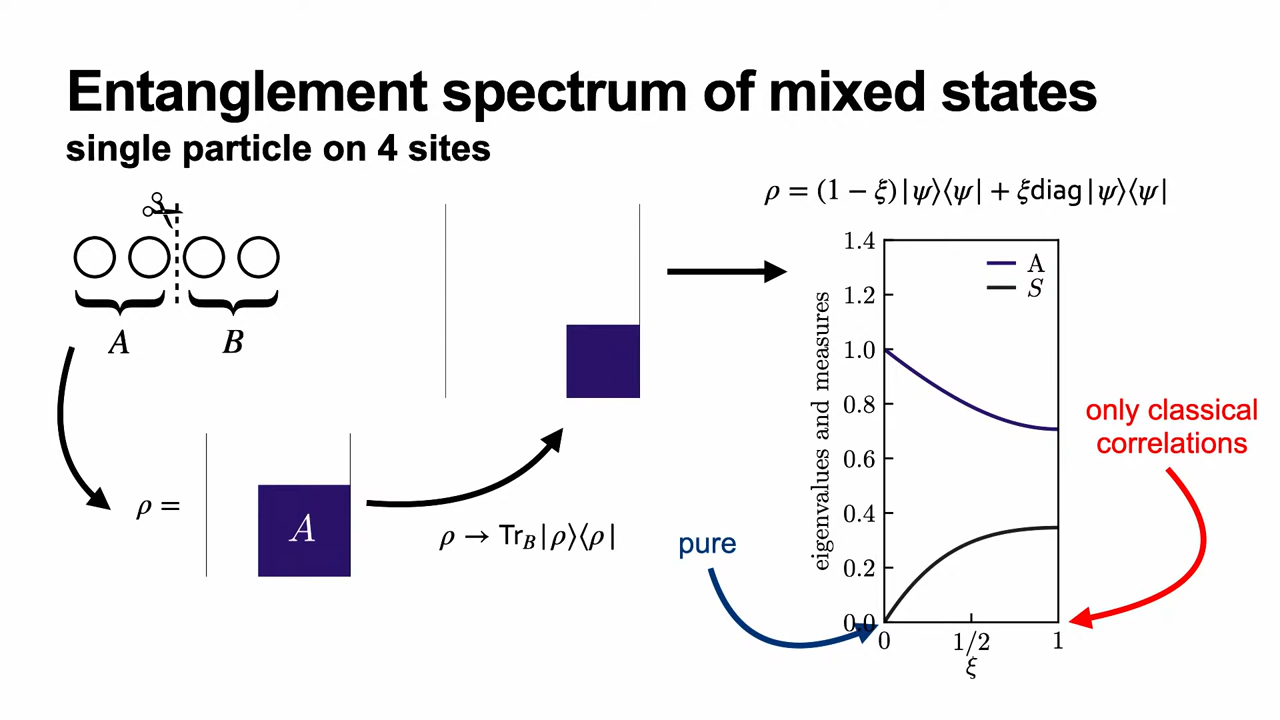 Entanglement spectrum of mixed states
single particle on 4 sites
A
B
ρ =
A
ρ → Tr_B|ρ⟩⟨ρ|
ρ = (1 − ξ)|ψ⟩⟨ψ| + ξdiag|ψ⟩⟨ψ|
eigenvalues and measures
1.4
1.2
1.0
0.8
0.6
0.4
0.2
0.0
A
S
0
1/2
1
ξ
pure
only classical
correlations